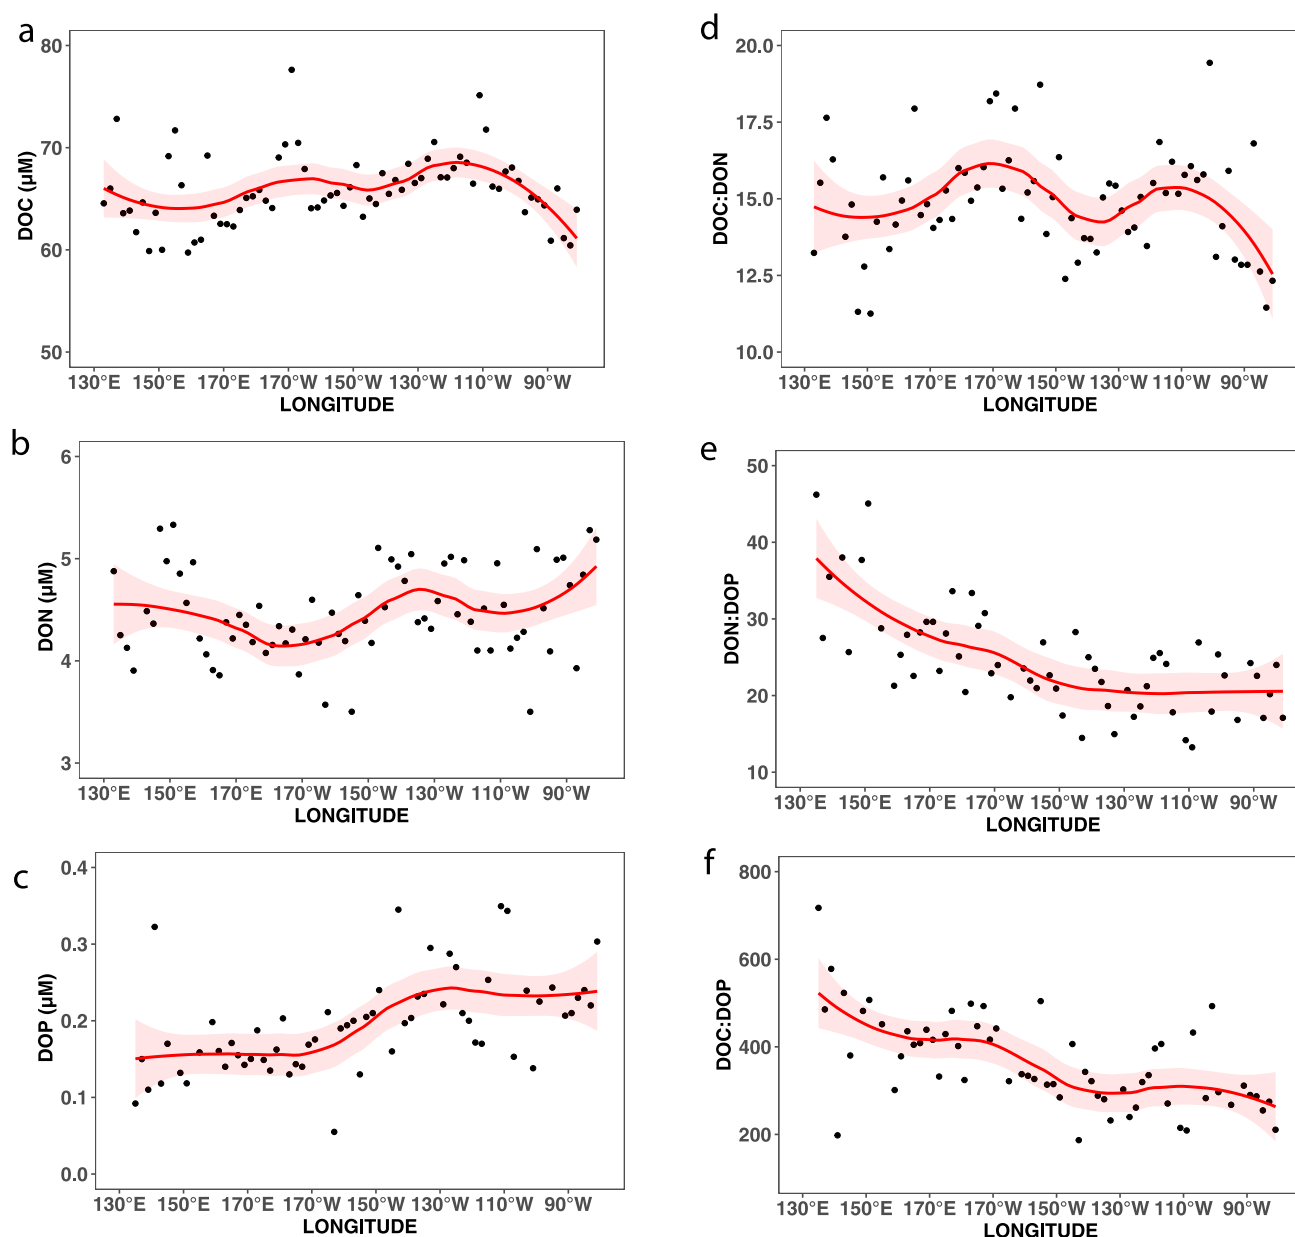 a
80
70
60
50
DOC (µM)
130°E 150°E 170°E 170°W 150°W 130°W 110°W 90°W
LONGITUDE
b
6
5
4
3
DON (µM)
130°E 150°E 170°E 170°W 150°W 130°W 110°W 90°W
LONGITUDE
c
0.4
0.3
0.2
0.1
0.0
DOP (µM)
130°E 150°E 170°E 170°W 150°W 130°W 110°W 90°W
LONGITUDE
d
20.0
17.5
15.0
12.5
10.0
DOC:DON
130°E 150°E 170°E 170°W 150°W 130°W 110°W 90°W
LONGITUDE
e
50
40
30
20
10
DON:DOP
130°E 150°E 170°E 170°W 150°W 130°W 110°W 90°W
LONGITUDE
f
800
600
400
200
DOC:DOP
130°E 150°E 170°E 170°W 150°W 130°W 110°W 90°W
LONGITUDE